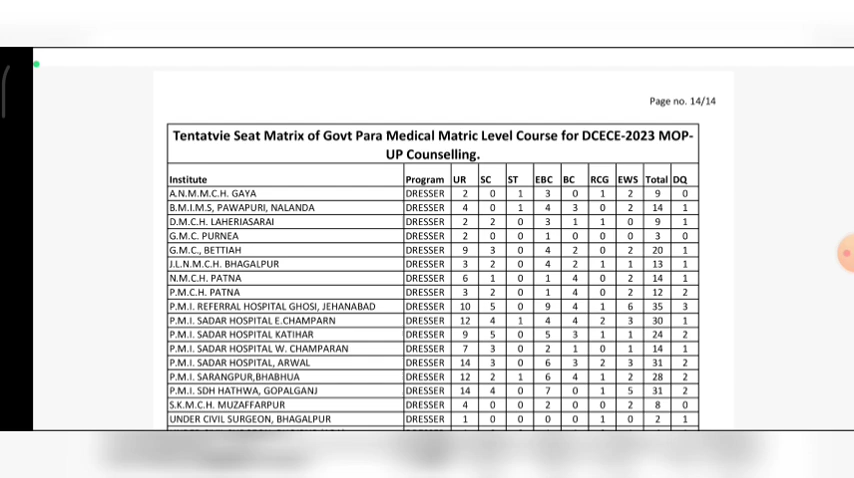 Page no. 14/14
Tentatvie Seat Matrix of Govt Para Medical Matric Level Course for DCECE-2023 MOP-
UP Counselling.
Institute Program UR SC ST EBC BC RCG EWS Total DQ
A.N.M.M.C.H. GAYA DRESSER 2 0 1 3 0 1 2 9 0
B.M.I.M.S, PAWAPURI, NALANDA DRESSER 4 0 1 4 3 0 2 14 1
D.M.C.H. LAHERIASARAI DRESSER 2 2 0 3 1 1 0 9 1
G.M.C. PURNEA DRESSER 2 0 0 1 0 0 0 3 0
G.M.C., BETTIAH DRESSER 9 3 0 4 2 0 2 20 1
J.L.N.M.C.H. BHAGALPUR DRESSER 3 2 0 4 2 1 1 13 1
N.M.C.H. PATNA DRESSER 6 1 0 1 4 0 2 14 1
P.M.C.H. PATNA DRESSER 3 2 0 1 4 0 2 12 2
P.M.I. REFERRAL HOSPITAL GHOSI, JEHANABAD DRESSER 10 5 0 9 4 1 6 35 3
P.M.I. SADAR HOSPITAL E.CHAMPARN DRESSER 12 4 1 4 4 2 3 30 1
P.M.I. SADAR HOSPITAL KATIHAR DRESSER 9 5 0 5 3 1 1 24 2
P.M.I. SADAR HOSPITAL W. CHAMPARAN DRESSER 7 3 0 2 1 0 1 14 1
P.M.I. SADAR HOSPITAL, ARWAL DRESSER 14 3 0 6 3 2 3 31 2
P.M.I. SARANGPUR,BHABHUA DRESSER 12 2 1 6 4 1 2 28 2
P.M.I. SDH HATHWA, GOPALGANJ DRESSER 14 4 0 7 0 1 5 31 2
S.K.M.C.H. MUZAFFARPUR DRESSER 4 0 0 2 0 0 2 8 0
UNDER CIVIL SURGEON, BHAGALPUR DRESSER 1 0 0 0 0 1 0 2 1